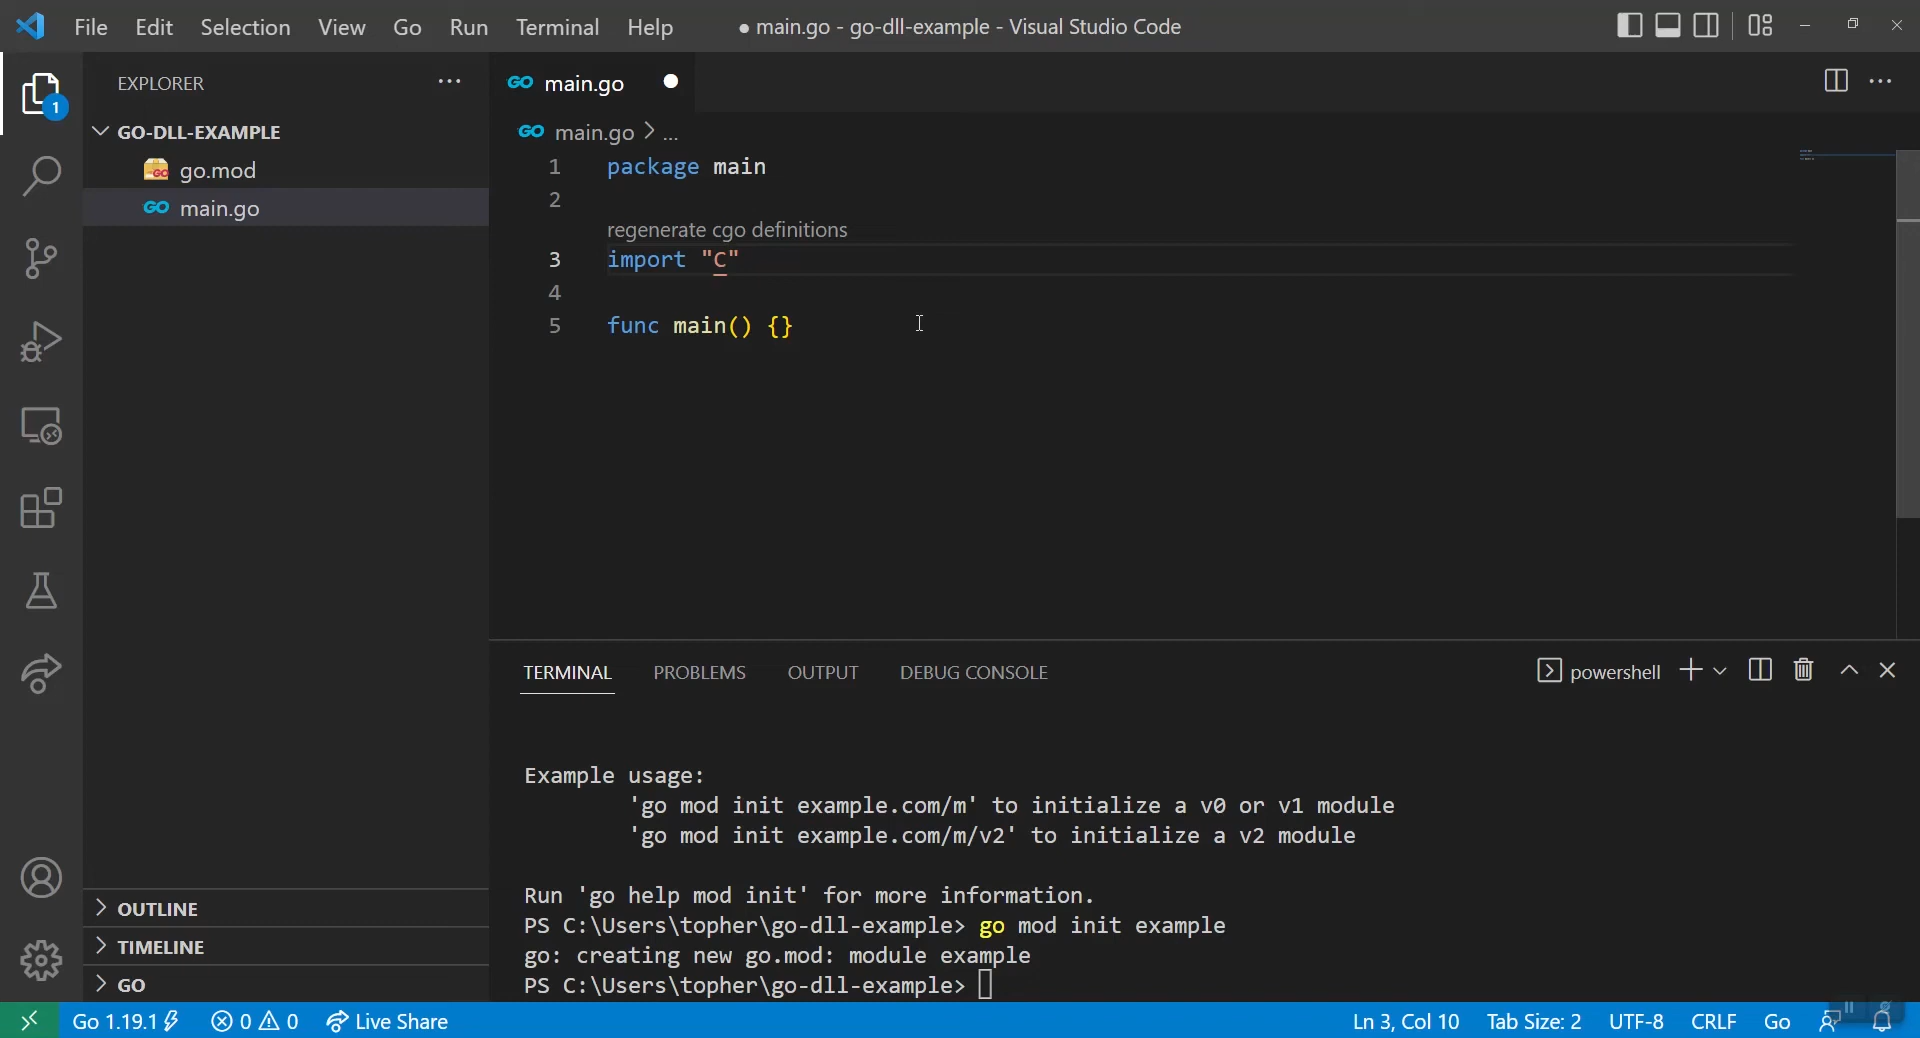 File Edit Selection View Go Run Terminal Help
● main.go - go-dll-example - Visual Studio Code
1
EXPLORER
GO-DLL-EXAMPLE
go.mod
main.go
OUTLINE
TIMELINE
GO
GO main.go
GO main.go > ...
1 package main
2
regenerate cgo definitions
3 import "C"
4
5 func main() {}
TERMINAL PROBLEMS OUTPUT DEBUG CONSOLE
powershell
Example usage:
'go mod init example.com/m' to initialize a v0 or v1 module
'go mod init example.com/m/v2' to initialize a v2 module
Run 'go help mod init' for more information.
PS C:\Users\topher\go-dll-example> go mod init example
go: creating new go.mod: module example
PS C:\Users\topher\go-dll-example>
Go 1.19.1 0 0 Live Share
Ln 3, Col 10 Tab Size: 2 UTF-8 CRLF Go